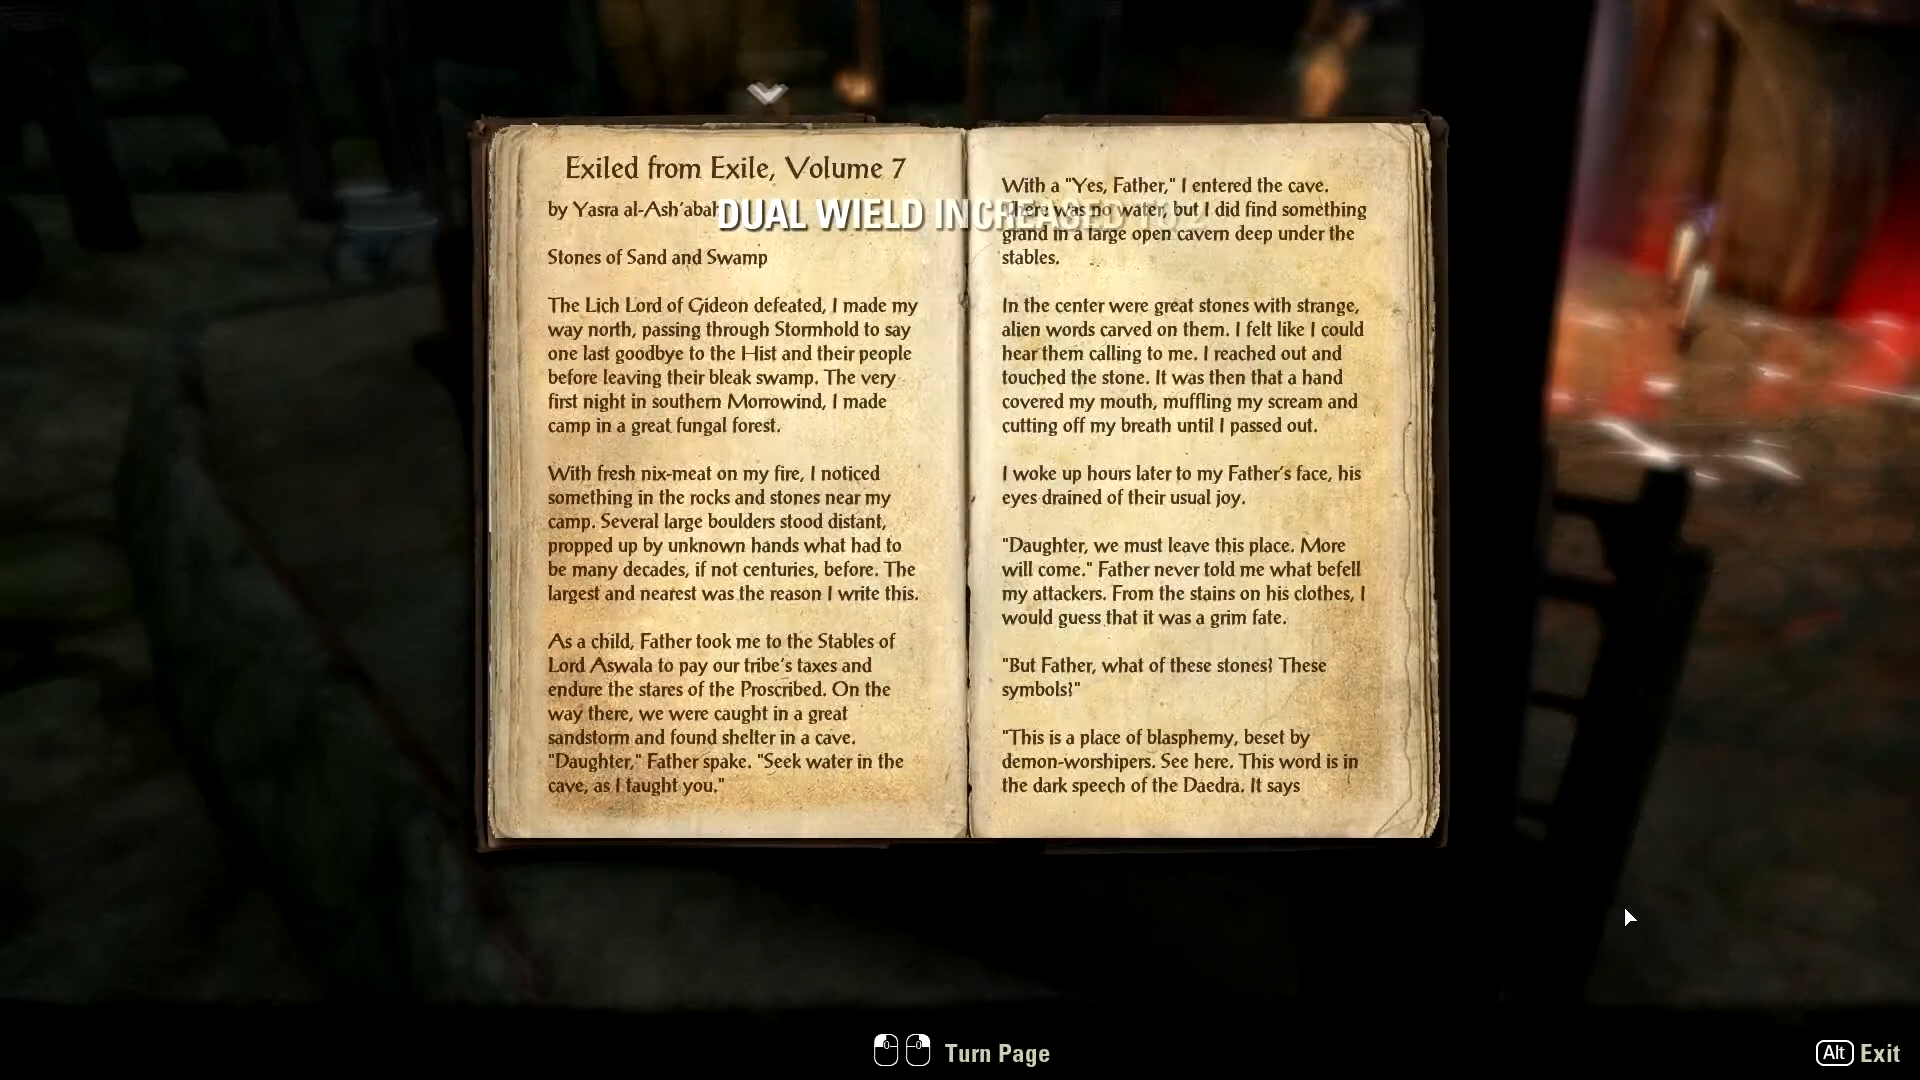 Exiled from Exile, Volume 7
by Yasra al-Ash'abah
DUAL WIELD INCREASED TO 2
Stones of Sand and Swamp
The Lich Lord of Gideon defeated, I made my
way north, passing through Stormhold to say
one last goodbye to the Hist and their people
before leaving their bleak swamp. The very
first night in southern Morrowind, I made
camp in a great fungal forest.
With fresh nix-meat on my fire, I noticed
something in the rocks and stones near my
camp. Several large boulders stood distant,
propped up by unknown hands what had to
be many decades, if not centuries, before. The
largest and nearest was the reason I write this.
As a child, Father took me to the Stables of
Lord Aswala to pay our tribe's taxes and
endure the stares of the Proscribed. On the
way there, we were caught in a great
sandstorm and found shelter in a cave.
"Daughter," Father spake. "Seek water in the
cave, as I taught you."
With a "Yes, Father," I entered the cave.
There was no water, but I did find something
grand in a large open cavern deep under the
stables.
In the center were great stones with strange,
alien words carved on them. I felt like I could
hear them calling to me. I reached out and
touched the stone. It was then that a hand
covered my mouth, muffling my scream and
cutting off my breath until I passed out.
I woke up hours later to my Father's face, his
eyes drained of their usual joy.
"Daughter, we must leave this place. More
will come." Father never told me what befell
my attackers. From the stains on his clothes, I
would guess that it was a grim fate.
"But Father, what of these stones? These
symbols?"
"This is a place of blasphemy, beset by
demon-worshipers. See here. This word is in
the dark speech of the Daedra. It says
Turn Page
Alt Exit